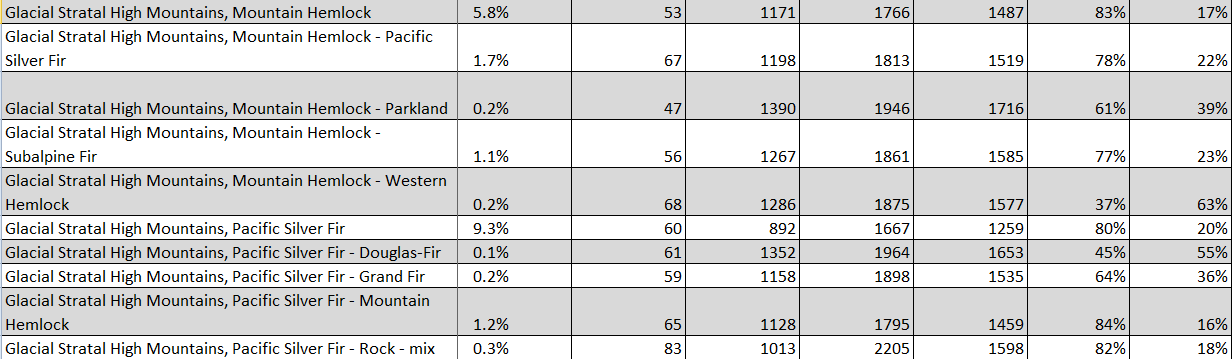 Glacial Stratal High Mountains, Mountain Hemlock 5.8% 53 1171 1766 1487 83% 17%
Glacial Stratal High Mountains, Mountain Hemlock - Pacific
Silver Fir 1.7% 67 1198 1813 1519 78% 22%
Glacial Stratal High Mountains, Mountain Hemlock - Parkland 0.2% 47 1390 1946 1716 61% 39%
Glacial Stratal High Mountains, Mountain Hemlock -
Subalpine Fir 1.1% 56 1267 1861 1585 77% 23%
Glacial Stratal High Mountains, Mountain Hemlock - Western
Hemlock 0.2% 68 1286 1875 1577 37% 63%
Glacial Stratal High Mountains, Pacific Silver Fir 9.3% 60 892 1667 1259 80% 20%
Glacial Stratal High Mountains, Pacific Silver Fir - Douglas-Fir 0.1% 61 1352 1964 1653 45% 55%
Glacial Stratal High Mountains, Pacific Silver Fir - Grand Fir 0.2% 59 1158 1898 1535 64% 36%
Glacial Stratal High Mountains, Pacific Silver Fir - Mountain
Hemlock 1.2% 65 1128 1795 1459 84% 16%
Glacial Stratal High Mountains, Pacific Silver Fir - Rock - mix 0.3% 83 1013 2205 1598 82% 18%